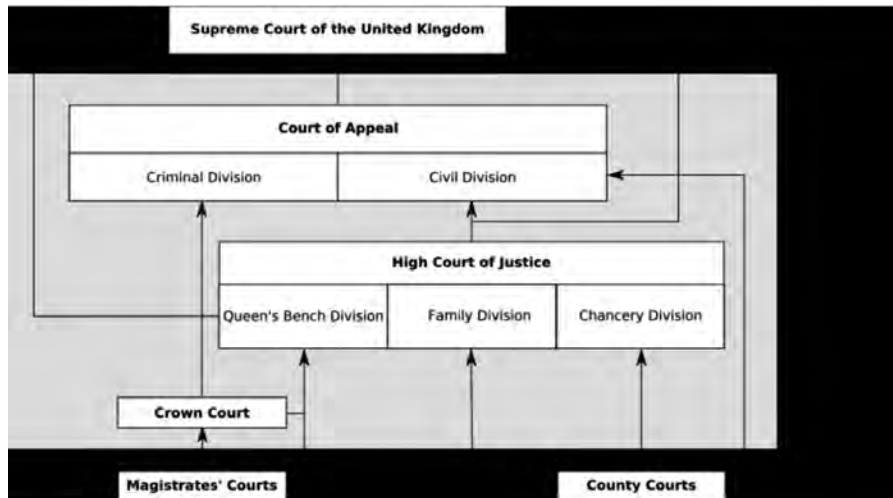 Supreme Court of the United Kingdom
Court of Appeal
Criminal Division
Civil Division
High Court of Justice
Queen's Bench Division
Family Division
Chancery Division
Crown Court
Magistrates' Courts
County Courts